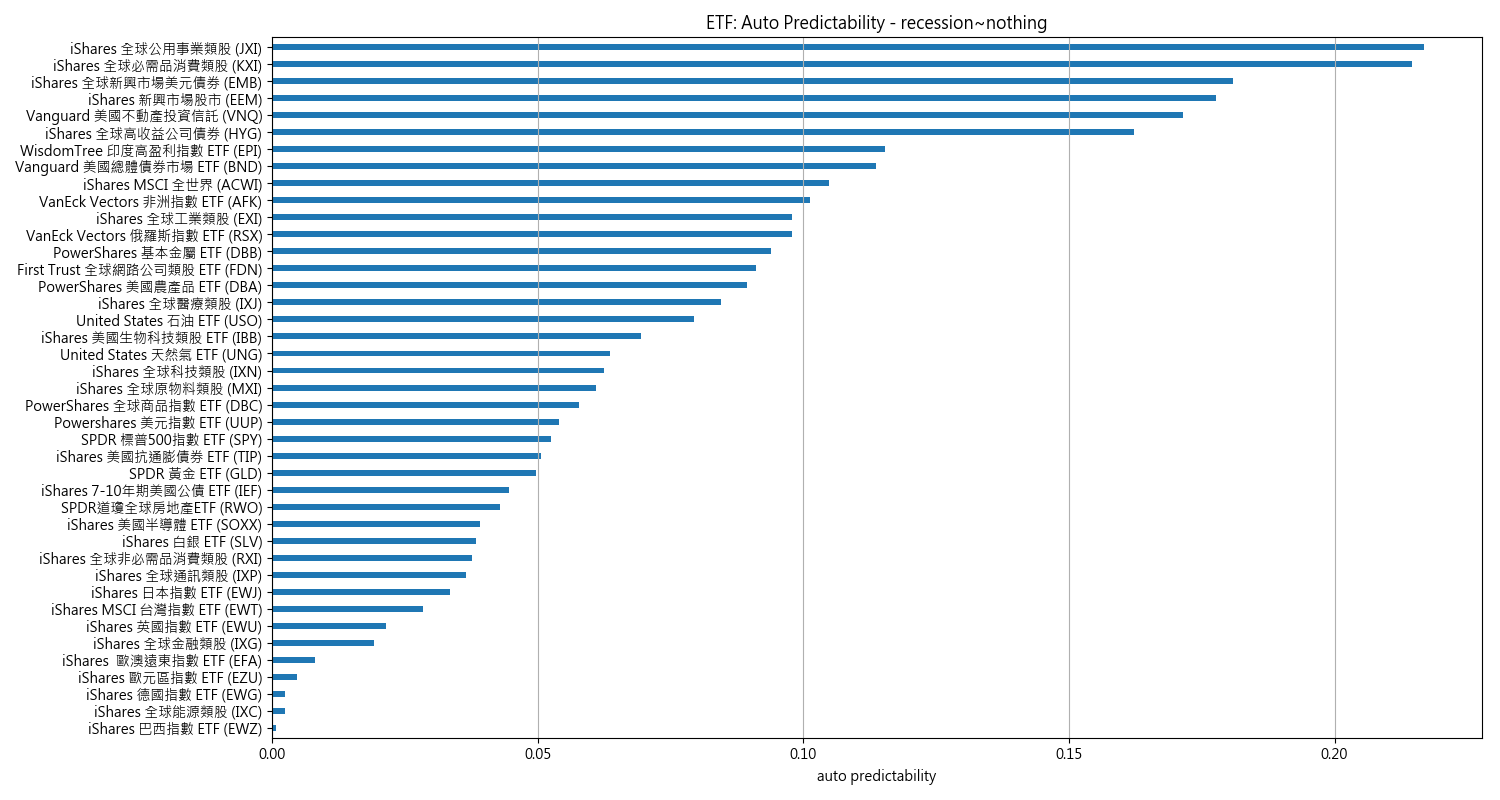 ETF: Auto Predictability - recession~nothing
iShares 全球公用事業類股 (JXI)
iShares 全球必需品消費類股 (KXI)
iShares 全球新興市場美元債券 (EMB)
iShares 新興市場股市 (EEM)
Vanguard 美國不動產投資信託 (VNQ)
iShares 全球高收益公司債券 (HYG)
WisdomTree 印度高盈利指數 ETF (EPI)
Vanguard 美國總體債券市場 ETF (BND)
iShares MSCI 全世界 (ACWI)
VanEck Vectors 非洲指數 ETF (AFK)
iShares 全球工業類股 (EXI)
VanEck Vectors 俄羅斯指數 ETF (RSX)
PowerShares 基本金屬 ETF (DBB)
First Trust 全球網路公司類股 ETF (FDN)
PowerShares 美國農產品 ETF (DBA)
iShares 全球醫療類股 (IXJ)
United States 石油 ETF (USO)
iShares 美國生物科技類股 ETF (IBB)
United States 天然氣 ETF (UNG)
iShares 全球科技類股 (IXN)
iShares 全球原物料類股 (MXI)
PowerShares 全球商品指數 ETF (DBC)
Powershares 美元指數 ETF (UUP)
SPDR 標普500指數 ETF (SPY)
iShares 美國抗通膨債券 ETF (TIP)
SPDR 黃金 ETF (GLD)
iShares 7-10年期美國公債 ETF (IEF)
SPDR道瓊全球房地產ETF (RWO)
iShares 美國半導體 ETF (SOXX)
iShares 白銀 ETF (SLV)
iShares 全球非必需品消費類股 (RXI)
iShares 全球通訊類股 (IXP)
iShares 日本指數 ETF (EWJ)
iShares MSCI 台灣指數 ETF (EWT)
iShares 英國指數 ETF (EWU)
iShares 全球金融類股 (IXG)
iShares  歐澳遠東指數 ETF (EFA)
iShares 歐元區指數 ETF (EZU)
iShares 德國指數 ETF (EWG)
iShares 全球能源類股 (IXC)
iShares 巴西指數 ETF (EWZ)
0.00 0.05 0.10 0.15 0.20
auto predictability